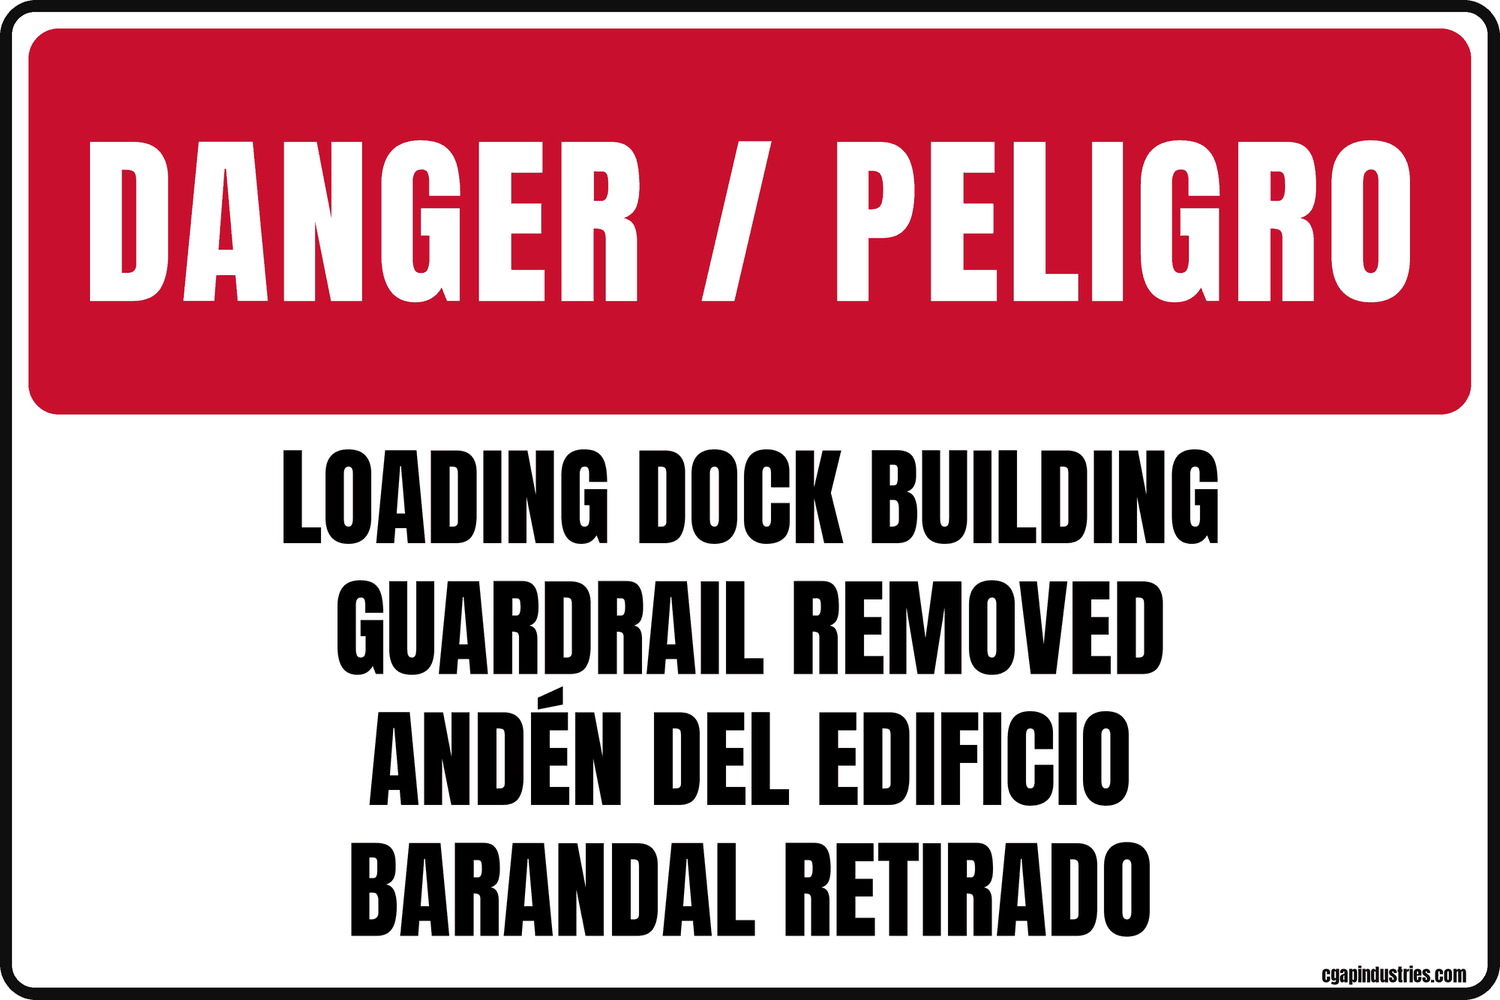 DANGER / PELIGRO
LOADING DOCK BUILDING
GUARDRAIL REMOVED
ANDÉN DEL EDIFICIO
BARANDAL RETIRADO
cgapindustries.com